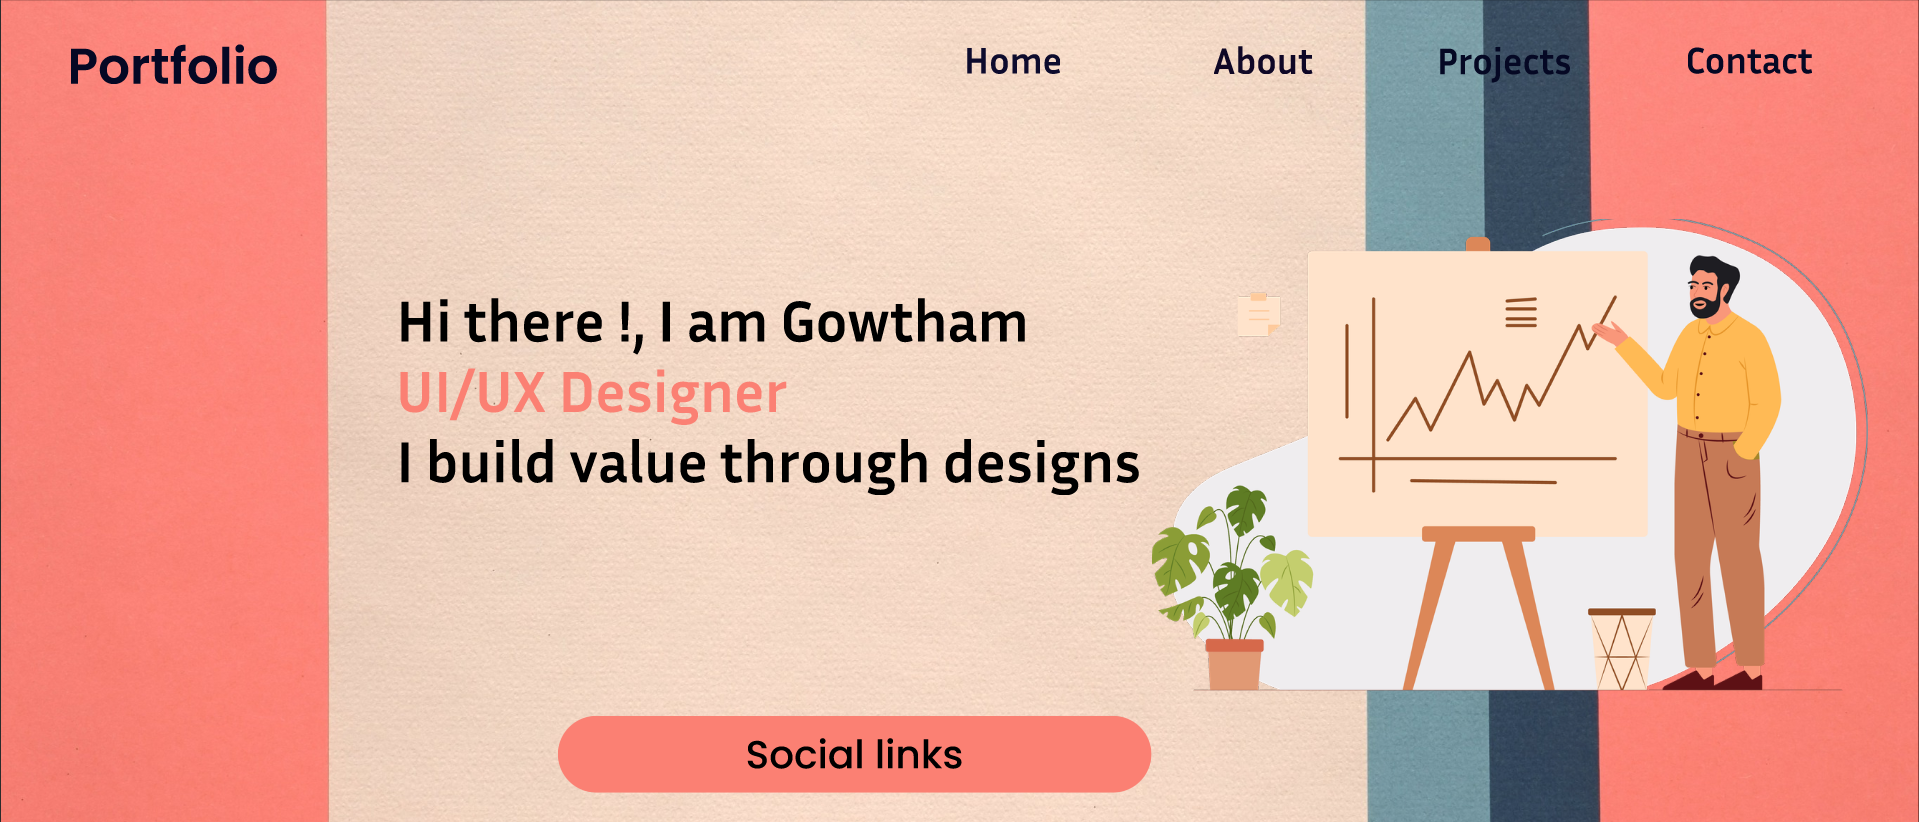 Portfolio
Home
About
Projects
Contact
Hi there !, I am Gowtham
UI/UX Designer
I build value through designs
Social links